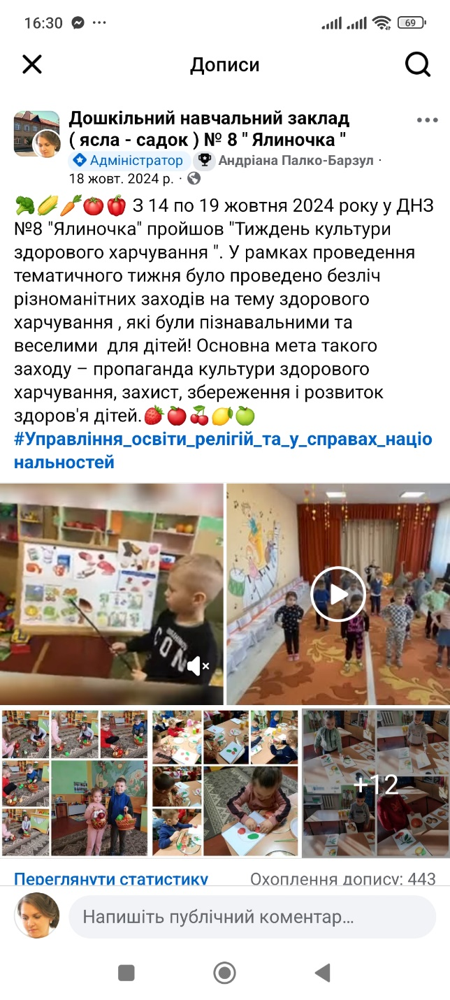 16:30
69
Дописи
Дошкільний навчальний заклад
( ясла - садок ) № 8 " Ялиночка "
Адміністратор Андріана Палко-Барзул ·
18 жовт. 2024 р. ·
🥦🌽🥕🍅🫑 З 14 по 19 жовтня 2024 року у ДНЗ
№8 "Ялиночка" пройшов "Тиждень культури
здорового харчування ". У рамках проведення
тематичного тижня було проведено безліч
різноманітних заходів на тему здорового
харчування , які були пізнавальними та
веселими  для дітей! Основна мета такого
заходу – пропаганда культури здорового
харчування, захист, збереження і розвиток
здоров'я дітей.🍓🍎🍒🍋🍏
#Управління_освіти_релігій_та_у_справах_націо
нальностей
CON
+12
Переглянути статистику
Охоплення допису: 443
Напишіть публічний коментар...